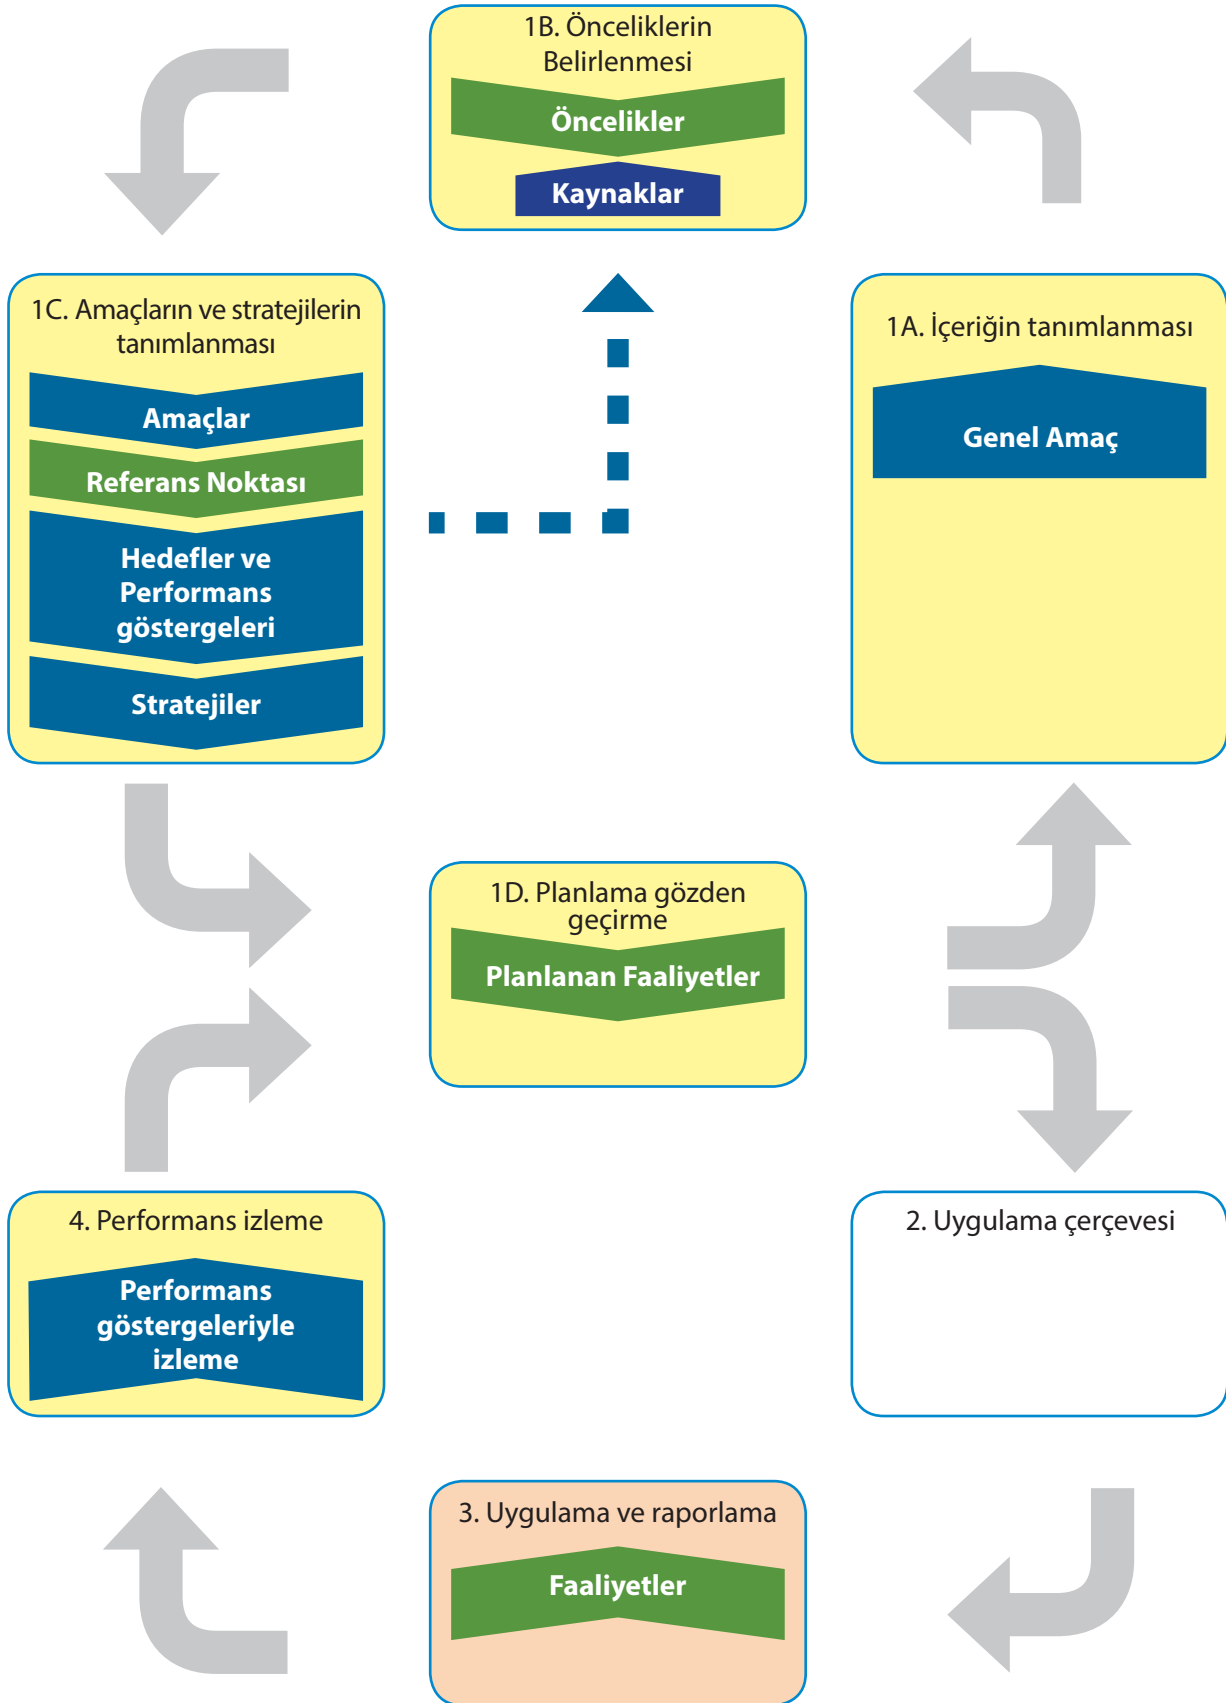 1B. Önceliklerin
Belirlenmesi
Öncelikler
Kaynaklar
1C. Amaçların ve stratejilerin
tanımlanması
Amaçlar
Referans Noktası
Hedefler ve
Performans
göstergeleri
Stratejiler
1A. İçeriğin tanımlanması
Genel Amaç
1D. Planlama gözden
geçirme
Planlanan Faaliyetler
4. Performans izleme
Performans
göstergeleriyle
izleme
2. Uygulama çerçevesi
3. Uygulama ve raporlama
Faaliyetler